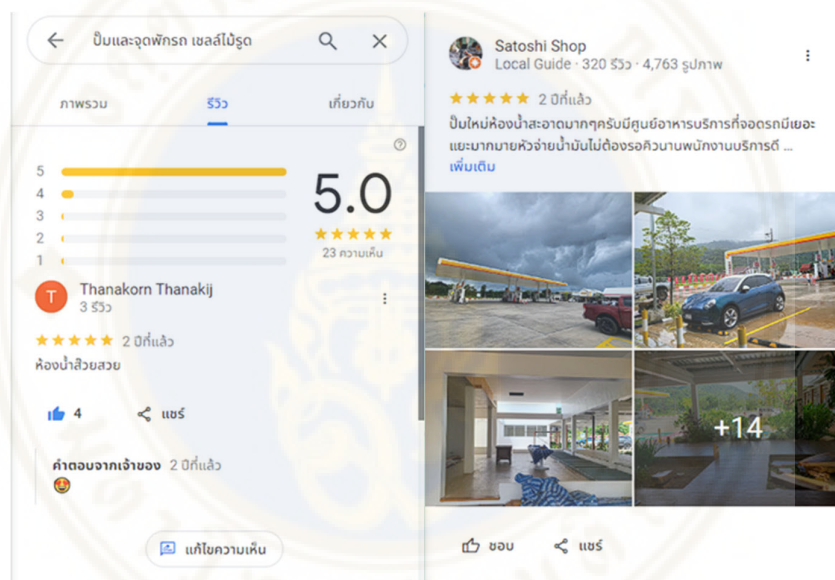 ปั๊มและจุดพักรถ เชลล์ไม้รูด
ภาพรวม
รีวิว
เกี่ยวกับ
5
4
3
2
1
5.0
23 ความเห็น
T
Thanakorn Thanakij
3 รีวิว
2 ปีที่แล้ว
ห้องน้ำส๊วยสวย
4
แชร์
คำตอบจากเจ้าของ 2 ปีที่แล้ว
แก้ไขความเห็น
Satoshi Shop
Local Guide · 320 รีวิว · 4,763 รูปภาพ
2 ปีที่แล้ว
ปั๊มใหม่ห้องน้ำสะอาดมากๆครับมีศูนย์อาหารบริการที่จอดรถมีเยอะ
แยะมากมายหัวจ่ายน้ำมันไม่ต้องรอคิวนานพนักงานบริการดี ...
เพิ่มเติม
+14
ชอบ
แชร์